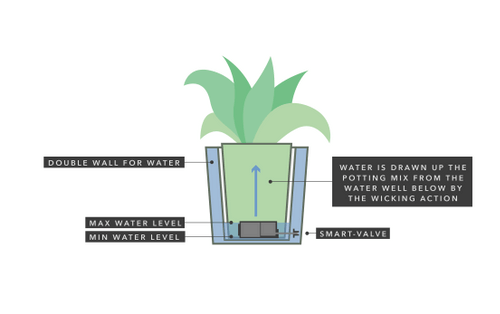 DOUBLE WALL FOR WATER
WATER IS DRAWN UP THE
POTTING MIX FROM THE
WATER WELL BELOW BY
THE WICKING ACTION
MAX WATER LEVEL
MIN WATER LEVEL
SMART-VALVE